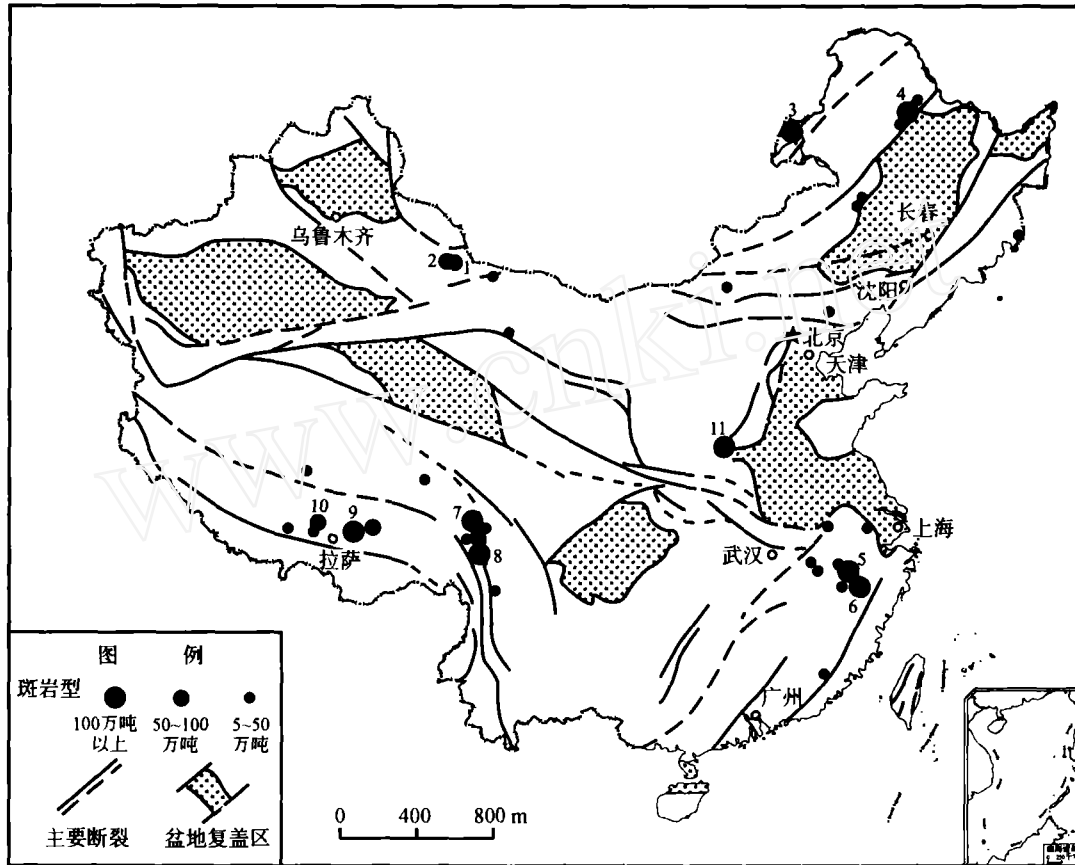 3
4
长春
乌鲁木齐
2 1
沈阳
北京
天津
www.cnki.net
11
10
9
7
8
拉萨
武汉
上海
5
6
广州
图 例
斑岩型
100万吨
以上
50~100
万吨
5~50
万吨
主要断裂
盆地复盖区
0 400 800 m